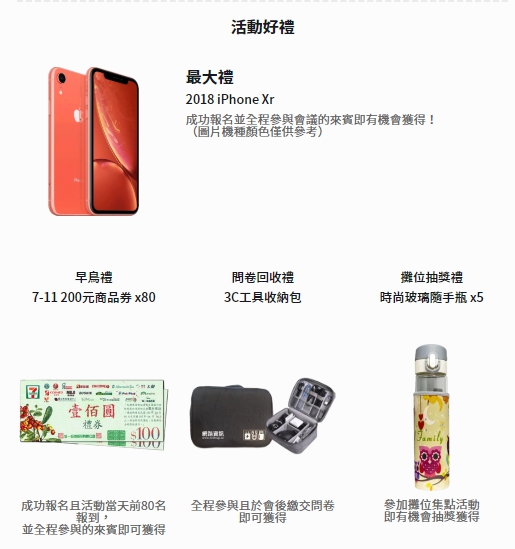 活動好禮
最大禮
2018 iPhone Xr
成功報名並全程參與會議的來賓即有機會獲得！
（圖片機種顏色僅供參考）
早鳥禮
7-11 200元商品券 x80
問卷回收禮
3C工具收納包
攤位抽獎禮
時尚玻璃隨手瓶 x5
壹佰圓
禮券
$100
$100
網路資訊
Family
成功報名且活動當天前80名
報到，
並全程參與的來賓即可獲得
全程參與且於會後繳交問卷
即可獲得
參加攤位集點活動
即有機會抽獎獲得